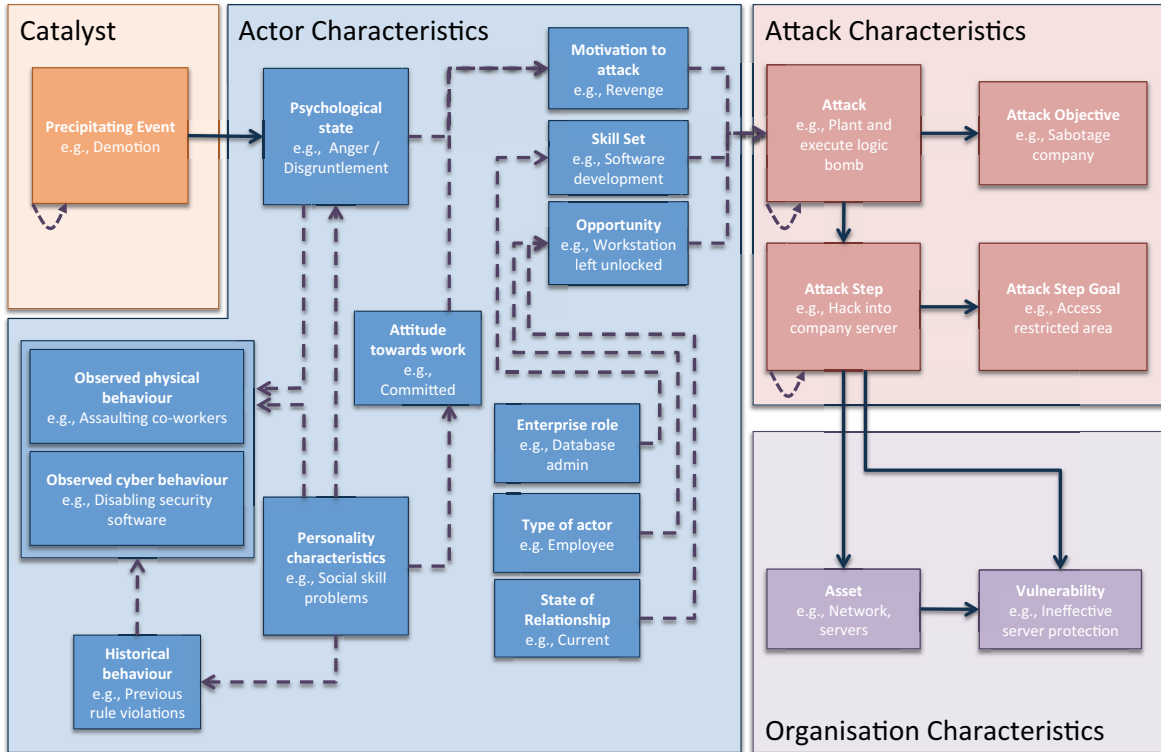 Catalyst
Precipitating Event
e.g., Demotion
Actor Characteristics
Psychological
state
e.g., Anger /
Disgruntlement
Motivation to
attack
e.g., Revenge
Skill Set
e.g., Software
development
Opportunity
e.g., Workstation
left unlocked
Attitude
towards work
e.g.,
Committed
Observed physical
behaviour
e.g., Assaulting co-workers
Observed cyber behaviour
e.g., Disabling security
software
Personality
characteristics
e.g., Social skill
problems
Historical
behaviour
e.g., Previous
rule violations
Enterprise role
e.g., Database
admin
Type of actor
e.g. Employee
State of
Relationship
e.g., Current
Attack Characteristics
Attack
e.g., Plant and
execute logic
bomb
Attack Objective
e.g., Sabotage
company
Attack Step
e.g., Hack into
company server
Attack Step Goal
e.g., Access
restricted area
Asset
e.g., Network,
servers
Vulnerability
e.g., Ineffective
server protection
Organisation Characteristics